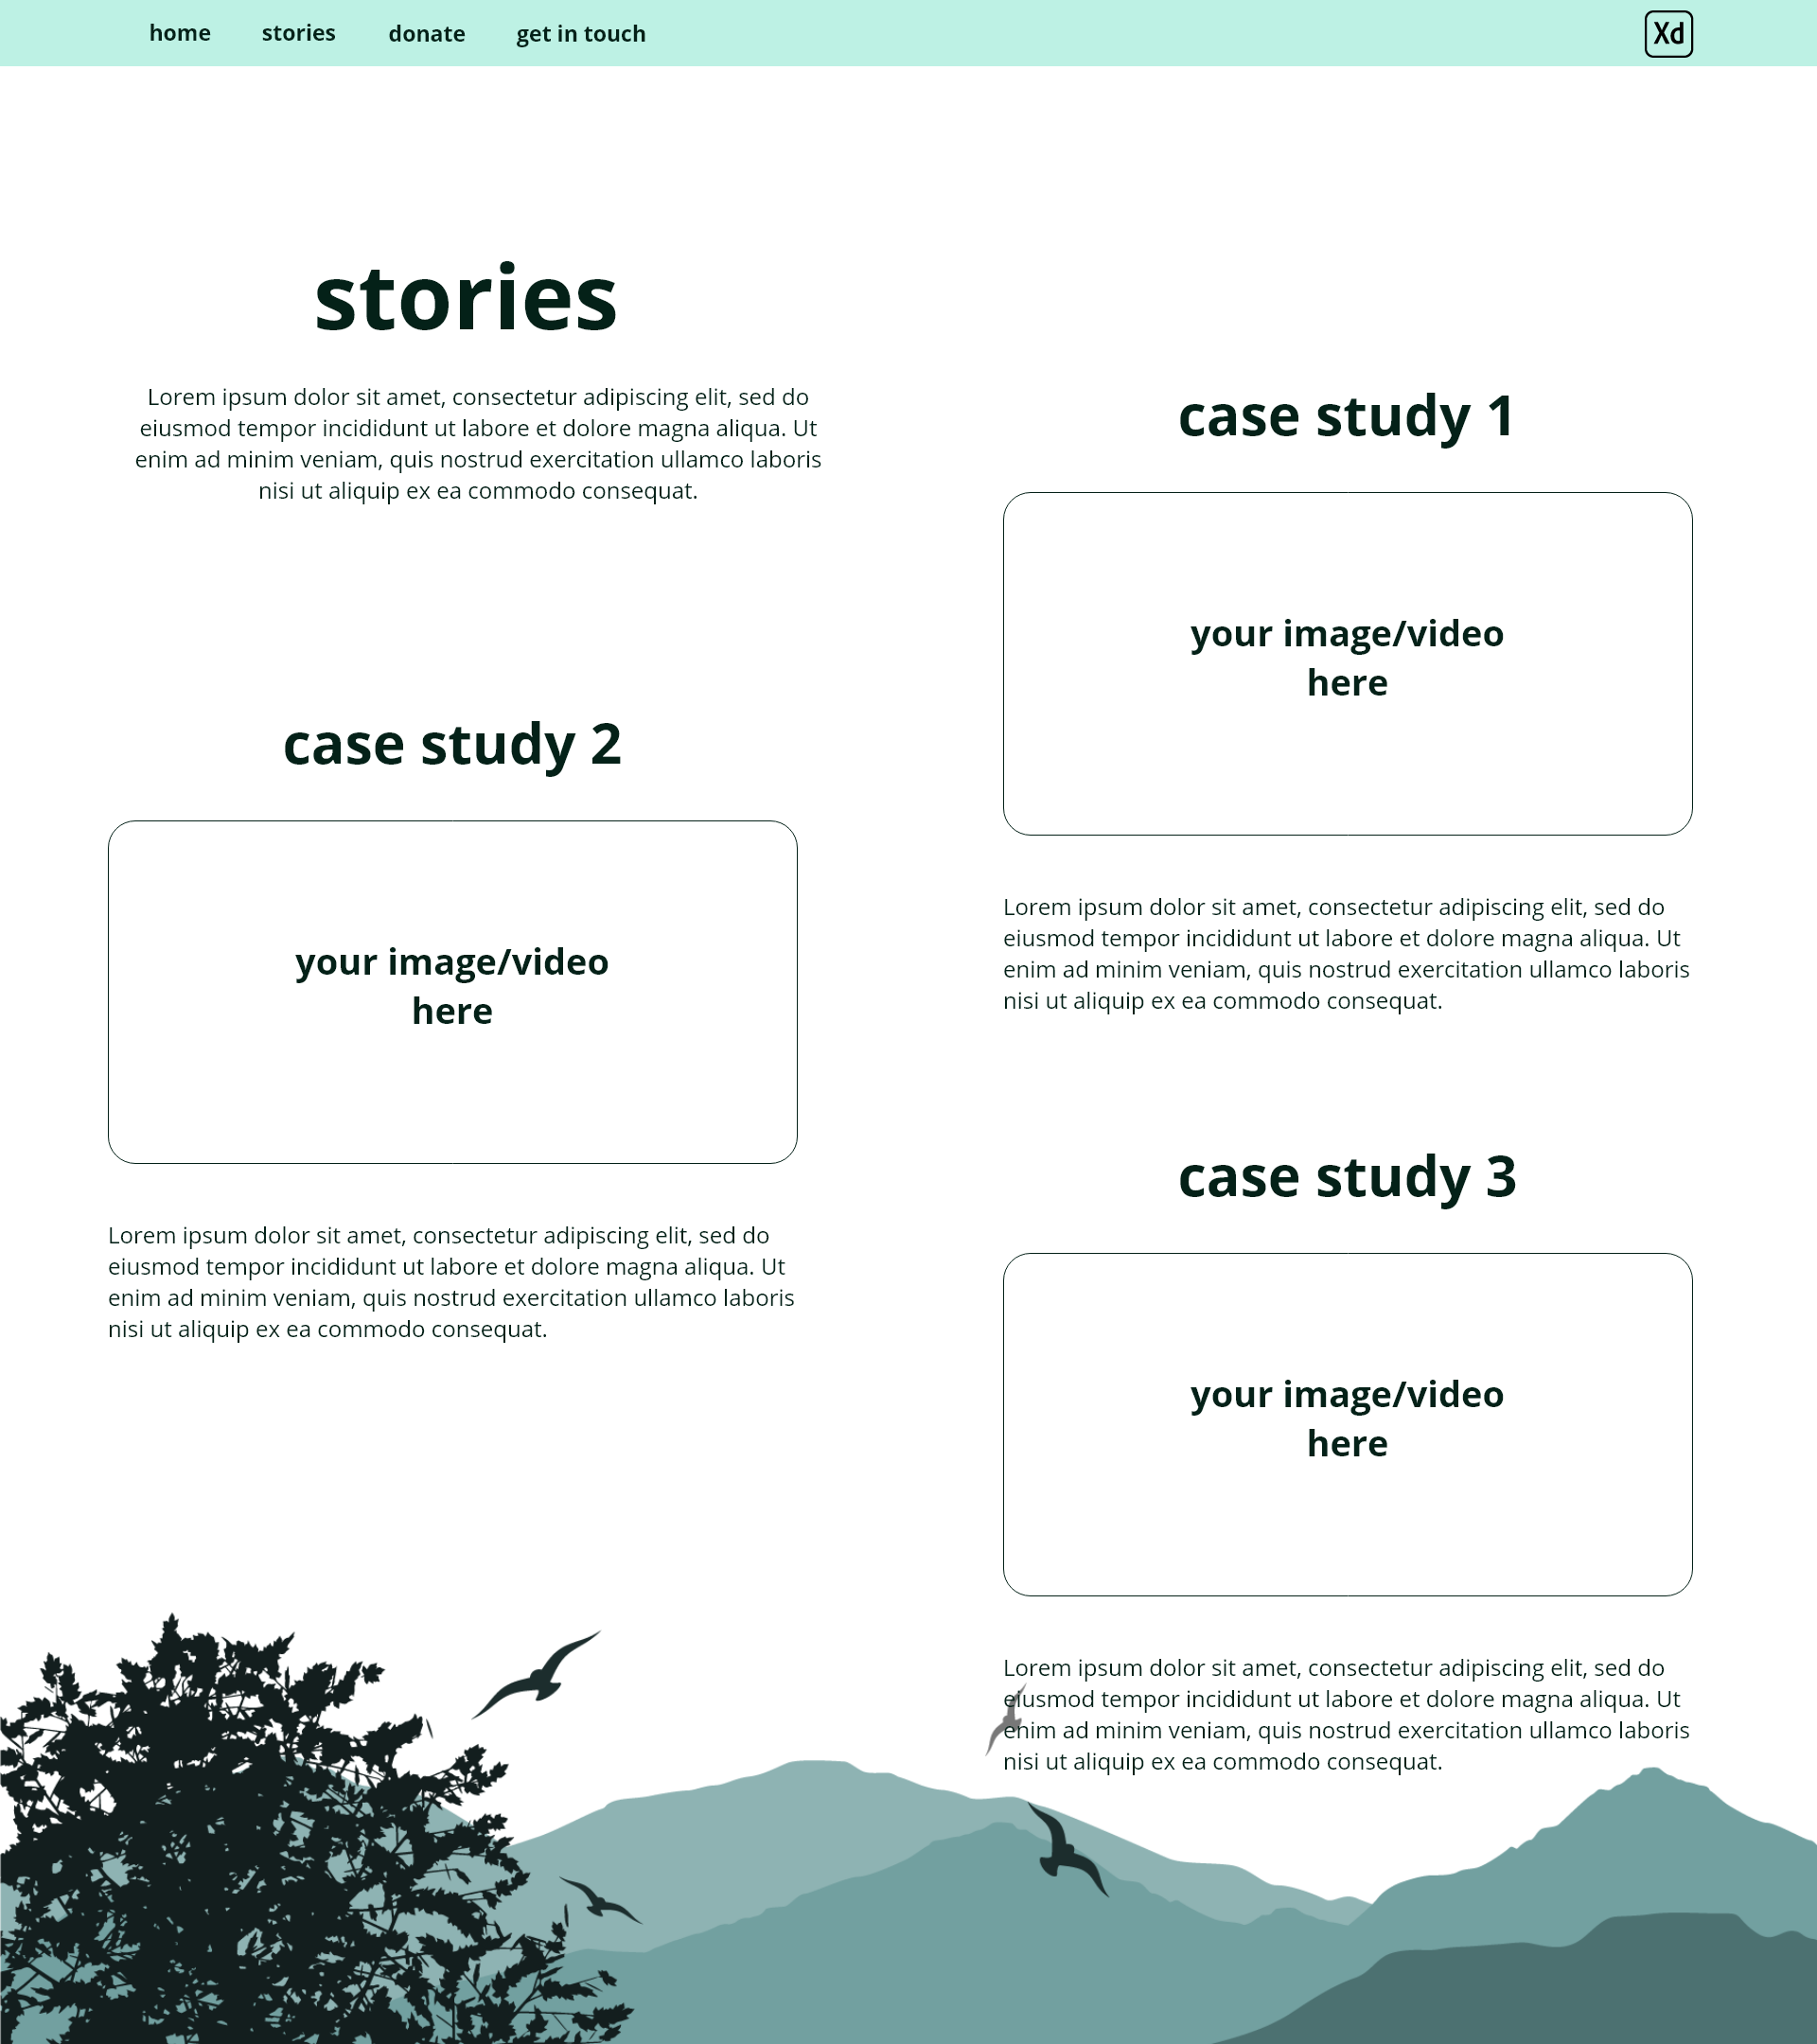 home
stories
donate
get in touch
Xd
stories
Lorem ipsum dolor sit amet, consectetur adipiscing elit, sed do
eiusmod tempor incididunt ut labore et dolore magna aliqua. Ut
enim ad minim veniam, quis nostrud exercitation ullamco laboris
nisi ut aliquip ex ea commodo consequat.
case study 1
your image/video
here
Lorem ipsum dolor sit amet, consectetur adipiscing elit, sed do
eiusmod tempor incididunt ut labore et dolore magna aliqua. Ut
enim ad minim veniam, quis nostrud exercitation ullamco laboris
nisi ut aliquip ex ea commodo consequat.
case study 2
your image/video
here
Lorem ipsum dolor sit amet, consectetur adipiscing elit, sed do
eiusmod tempor incididunt ut labore et dolore magna aliqua. Ut
enim ad minim veniam, quis nostrud exercitation ullamco laboris
nisi ut aliquip ex ea commodo consequat.
case study 3
your image/video
here
Lorem ipsum dolor sit amet, consectetur adipiscing elit, sed do
eiusmod tempor incididunt ut labore et dolore magna aliqua. Ut
enim ad minim veniam, quis nostrud exercitation ullamco laboris
nisi ut aliquip ex ea commodo consequat.